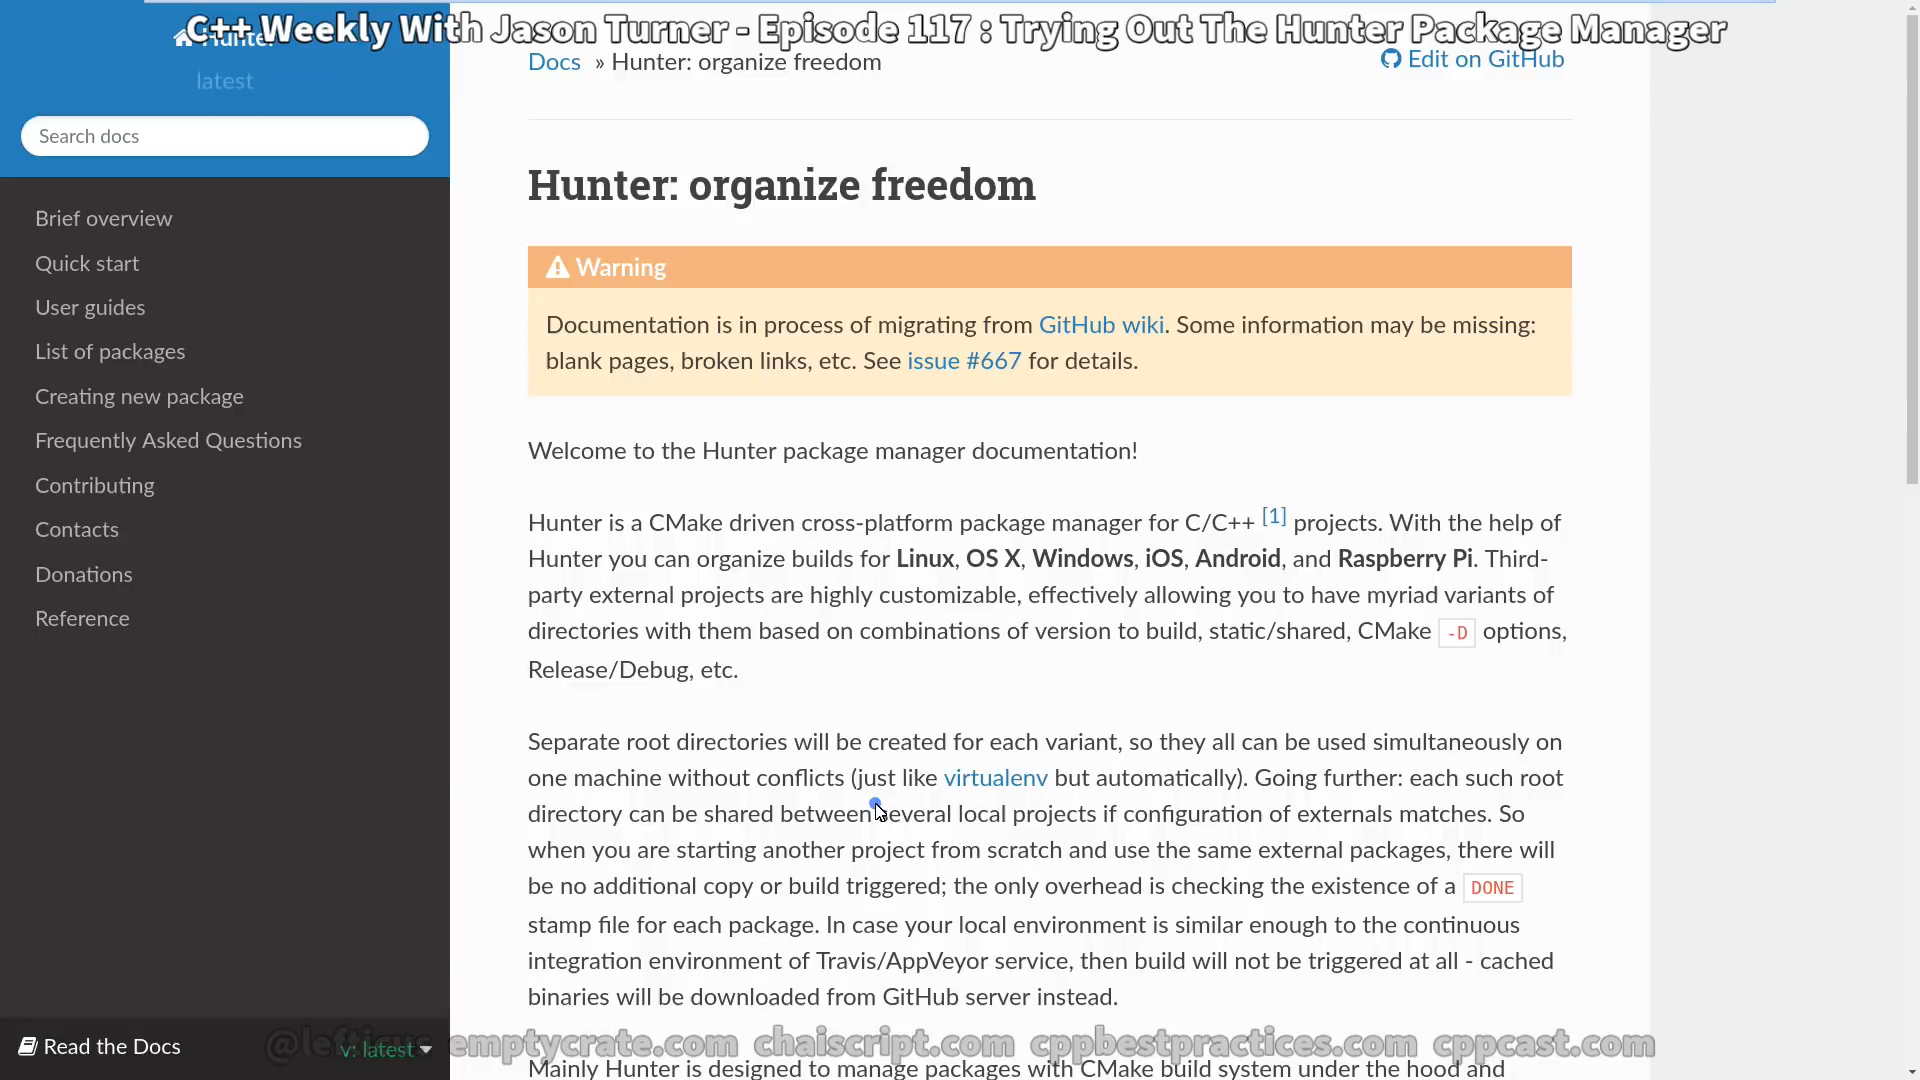 C++ Weekly With Jason Turner - Episode 117 : Trying Out The Hunter Package Manager
Hunter
latest
Search docs
Brief overview
Quick start
User guides
List of packages
Creating new package
Frequently Asked Questions
Contributing
Contacts
Donations
Reference
Read the Docs
v: latest
Docs » Hunter: organize freedom
Edit on GitHub
Hunter: organize freedom
Warning
Documentation is in process of migrating from GitHub wiki. Some information may be missing:
blank pages, broken links, etc. See issue #667 for details.
Welcome to the Hunter package manager documentation!
Hunter is a CMake driven cross-platform package manager for C/C++ [1] projects. With the help of
Hunter you can organize builds for Linux, OS X, Windows, iOS, Android, and Raspberry Pi. Third-
party external projects are highly customizable, effectively allowing you to have myriad variants of
directories with them based on combinations of version to build, static/shared, CMake -D options,
Release/Debug, etc.
Separate root directories will be created for each variant, so they all can be used simultaneously on
one machine without conflicts (just like virtualenv but automatically). Going further: each such root
directory can be shared between several local projects if configuration of externals matches. So
when you are starting another project from scratch and use the same external packages, there will
be no additional copy or build triggered; the only overhead is checking the existence of a DONE
stamp file for each package. In case your local environment is similar enough to the continuous
integration environment of Travis/AppVeyor service, then build will not be triggered at all - cached
binaries will be downloaded from GitHub server instead.
@lefticus emptycrate.com chaiscript.com cppbestpractices.com cppcast.com
Mainly Hunter is designed to manage packages with CMake build system under the hood and